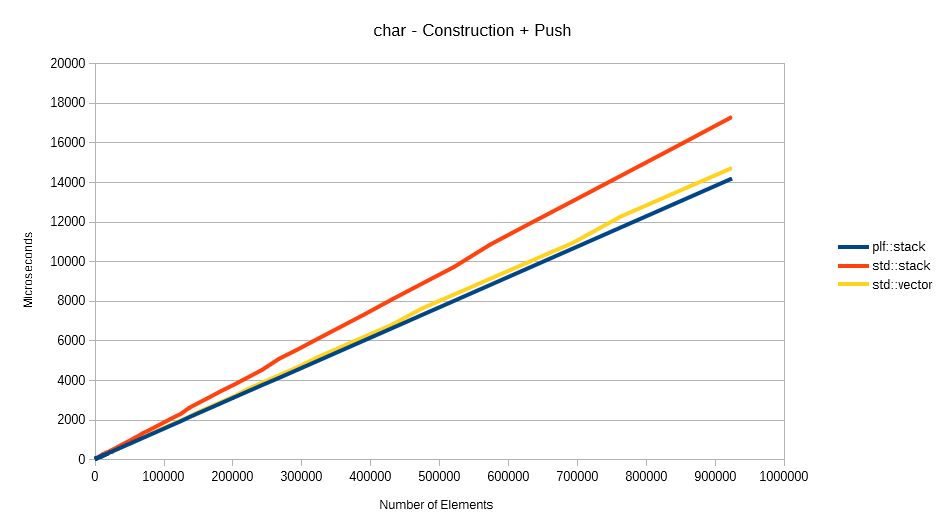 char - Construction + Push
20000
18000
16000
14000
12000
10000
8000
6000
4000
2000
0
Microseconds
0 100000 200000 300000 400000 500000 600000 700000 800000 900000 1000000
Number of Elements
plf::stack
std::stack
std::vector